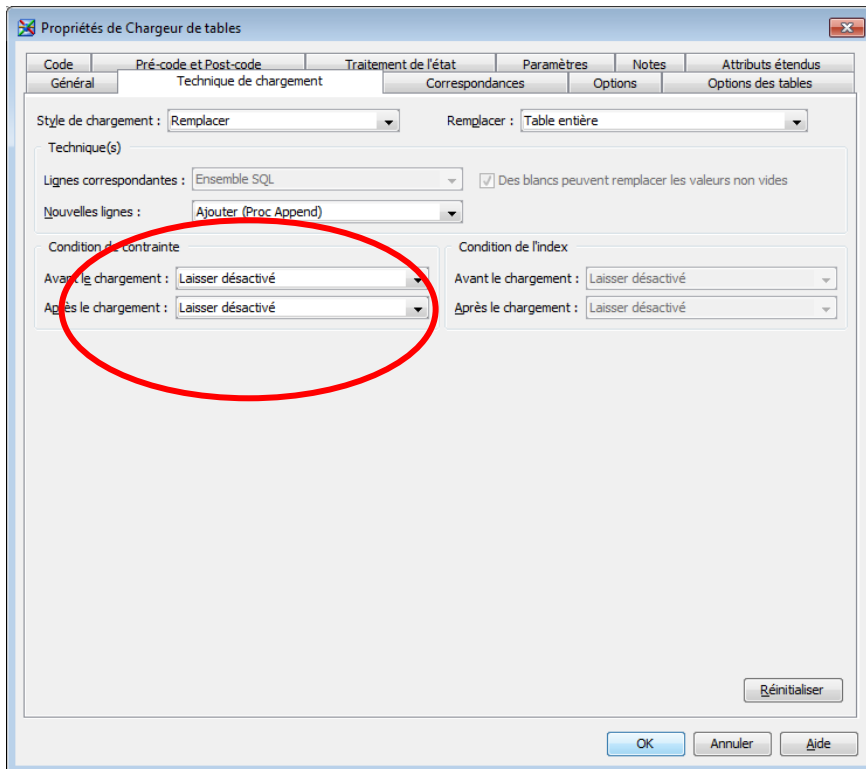 Propriétés de Chargeur de tables
Code Pré-code et Post-code Traitement de l'état Paramètres Notes Attributs étendus
Général Technique de chargement Correspondances Options Options des tables
Style de chargement : Remplacer Remplacer : Table entière
Technique(s)
Lignes correspondantes : Ensemble SQL Des blancs peuvent remplacer les valeurs non vides
Nouvelles lignes : Ajouter (Proc Append)
Condition de contrainte Condition de l'index
Avant le chargement : Laisser désactivé Avant le chargement : Laisser désactivé
Après le chargement : Laisser désactivé Après le chargement : Laisser désactivé
Réinitialiser
OK Annuler Aide